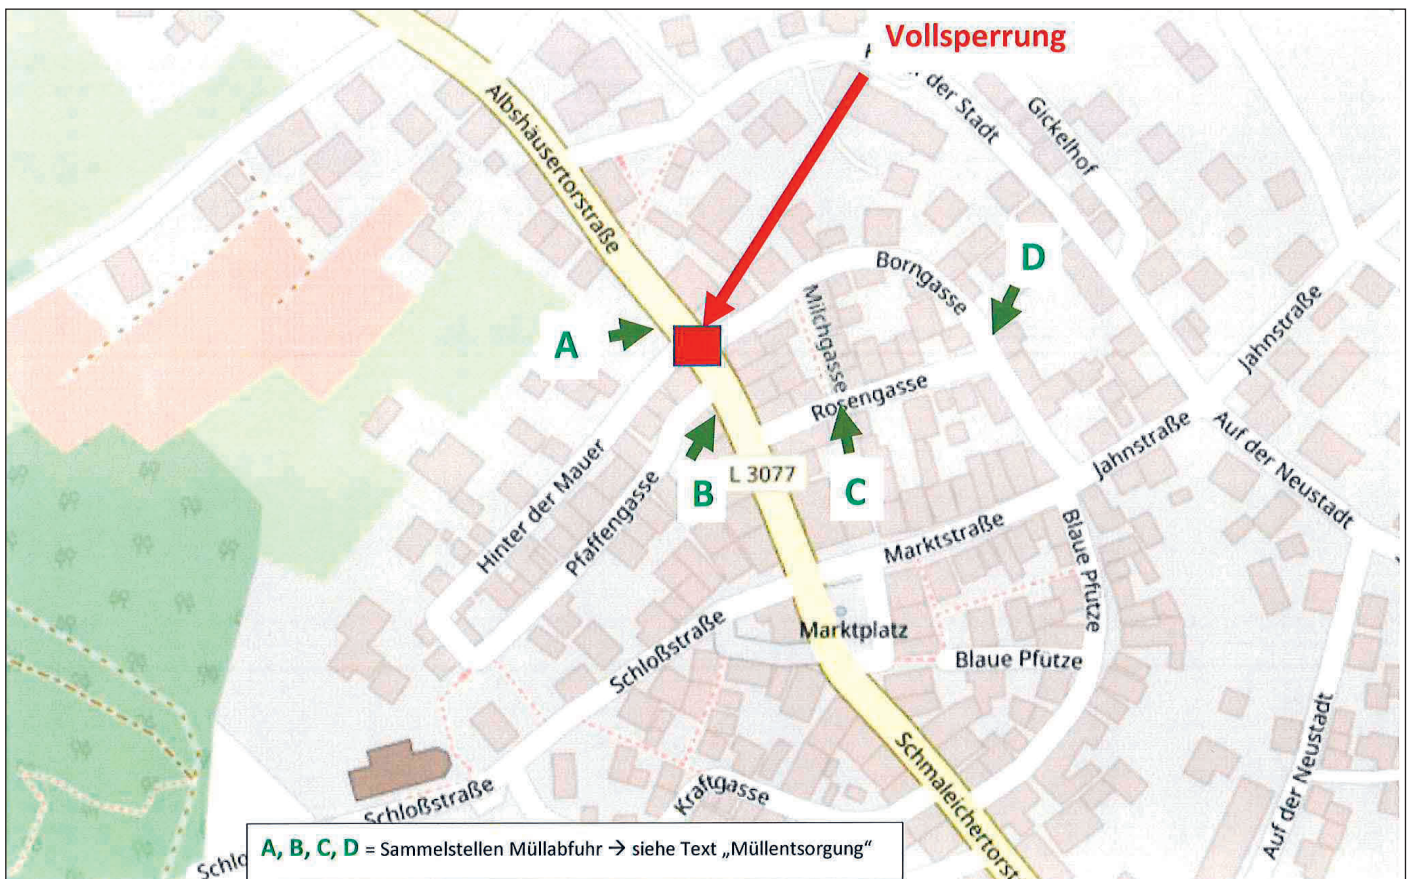 Vollsperrung
der Stadt
Gickelhof
Albshäusertorstraße
Borngasse
D
Milchgasse
A
Jahnstraße
Rosengasse
B
L 3077
C
Jahnstraße
Auf der Neustadt
Hinter der Mauer
Pfaffengasse
Marktstraße
Blaue Pfütze
Marktplatz
Schloßstraße
Blaue Pfütze
Auf der Neustadt
Schmaleichertorst
Kraftgasse
Schloßstraße
Schlo
A, B, C, D = Sammelstellen Müllabfuhr → siehe Text „Müllentsorgung“